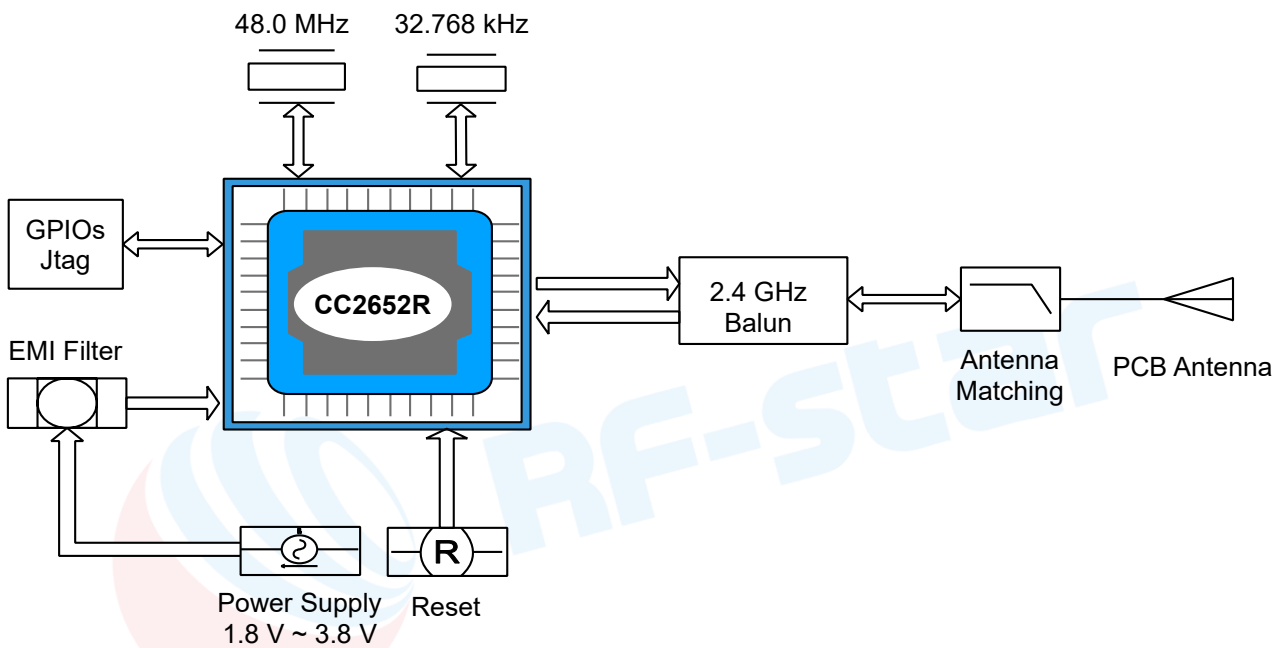 48.0 MHz
32.768 kHz
GPIOs
Jtag
CC2652R
2.4 GHz
Balun
EMI Filter
Antenna
Matching
PCB Antenna
RF-star
R
Power Supply
1.8 V ~ 3.8 V
Reset